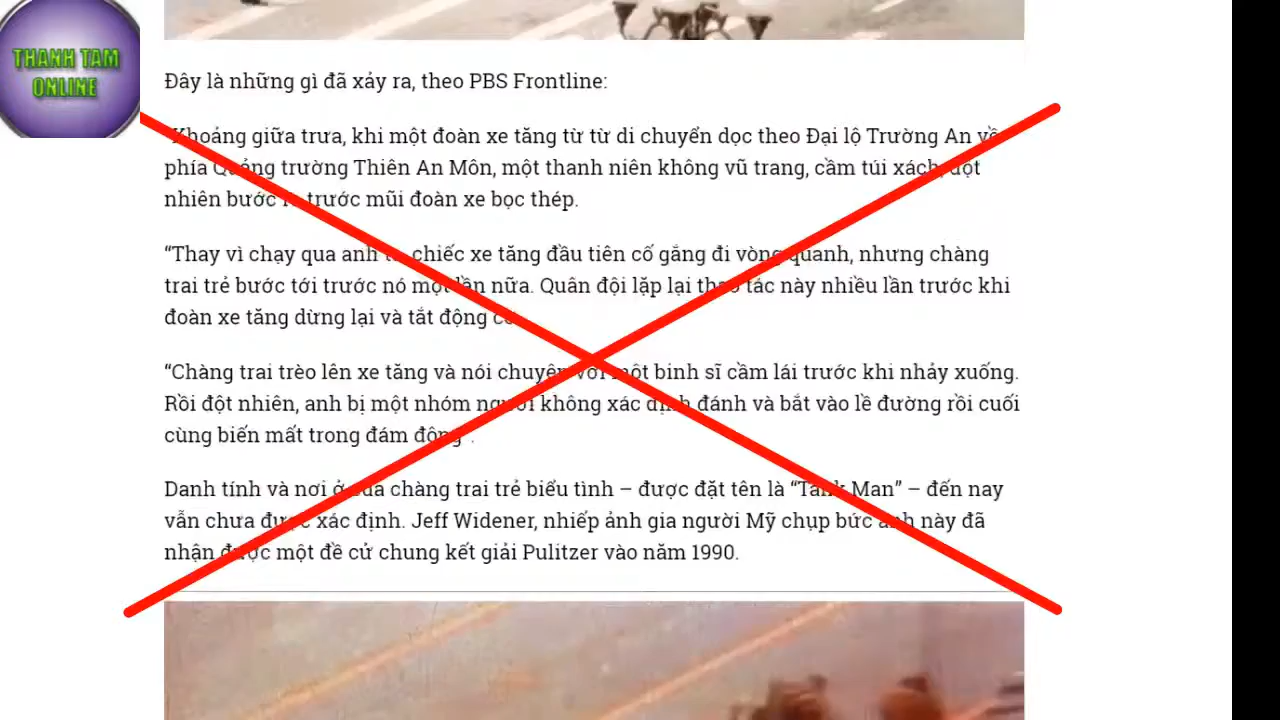 THANH TAM
ONLINE
Đây là những gì đã xảy ra, theo PBS Frontline:
“Khoảng giữa trưa, khi một đoàn xe tăng từ từ di chuyển dọc theo Đại lộ Trường An về
phía Quảng trường Thiên An Môn, một thanh niên không vũ trang, cầm túi xách, đột
nhiên bước ra trước mũi đoàn xe bọc thép.
“Thay vì chạy qua anh ta, chiếc xe tăng đầu tiên cố gắng đi vòng quanh, nhưng chàng
trai trẻ bước tới trước nó một lần nữa. Quân đội lặp lại thao tác này nhiều lần trước khi
đoàn xe tăng dừng lại và tắt động cơ.
“Chàng trai trèo lên xe tăng và nói chuyện với một binh sĩ cầm lái trước khi nhảy xuống.
Rồi đột nhiên, anh bị một nhóm người không xác định đánh và bắt vào lề đường rồi cuối
cùng biến mất trong đám đông”.
Danh tính và nơi ở của chàng trai trẻ biểu tình – được đặt tên là “Tank Man” – đến nay
vẫn chưa được xác định. Jeff Widener, nhiếp ảnh gia người Mỹ chụp bức ảnh này đã
nhận được một đề cử chung kết giải Pulitzer vào năm 1990.